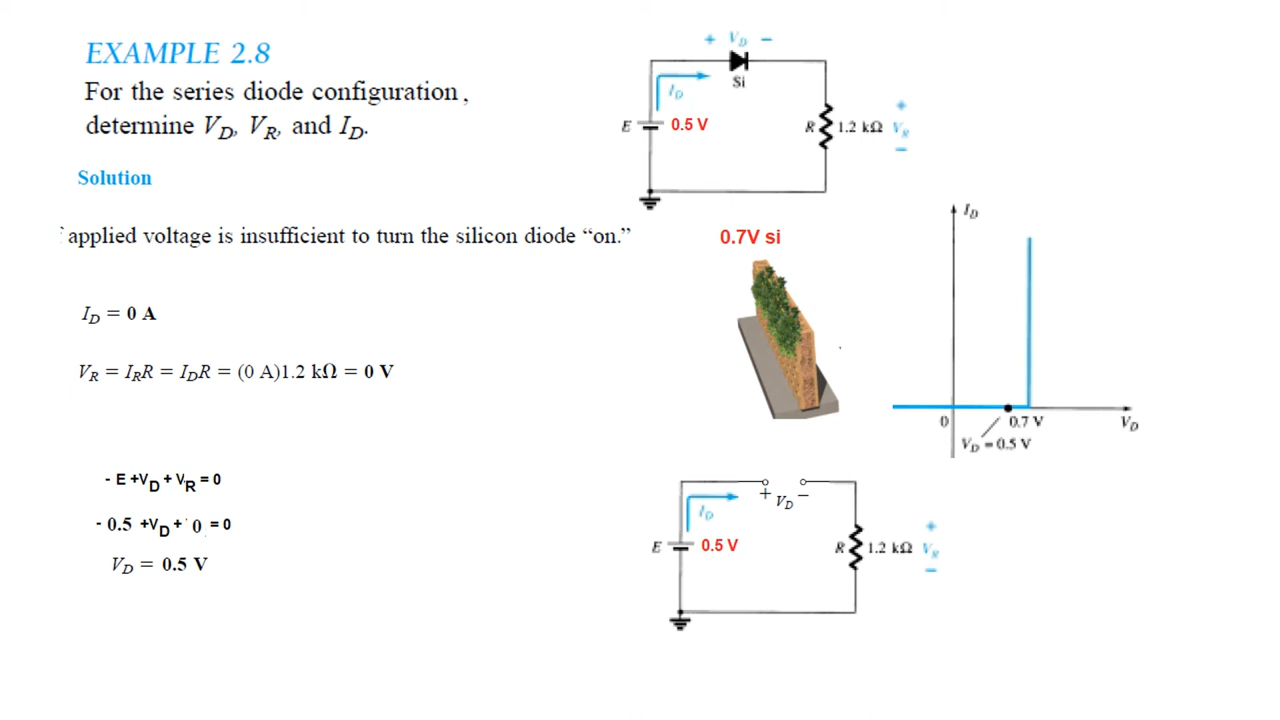 EXAMPLE 2.8
For the series diode configuration,
determine VD, VR, and ID.
Solution
applied voltage is insufficient to turn the silicon diode “on.”
ID = 0 A
VR = IRR = IDR = (0 A)1.2 kΩ = 0 V
- E +VD + VR = 0
- 0.5 +VD + 0 = 0
VD = 0.5 V
+ VD −
Si
ID
E 0.5 V
R 1.2 kΩ
+
VR
−
0.7V si
ID
0 0.7 V VD
VD = 0.5 V
+ VD −
ID
E 0.5 V
R 1.2 kΩ
+
VR
−